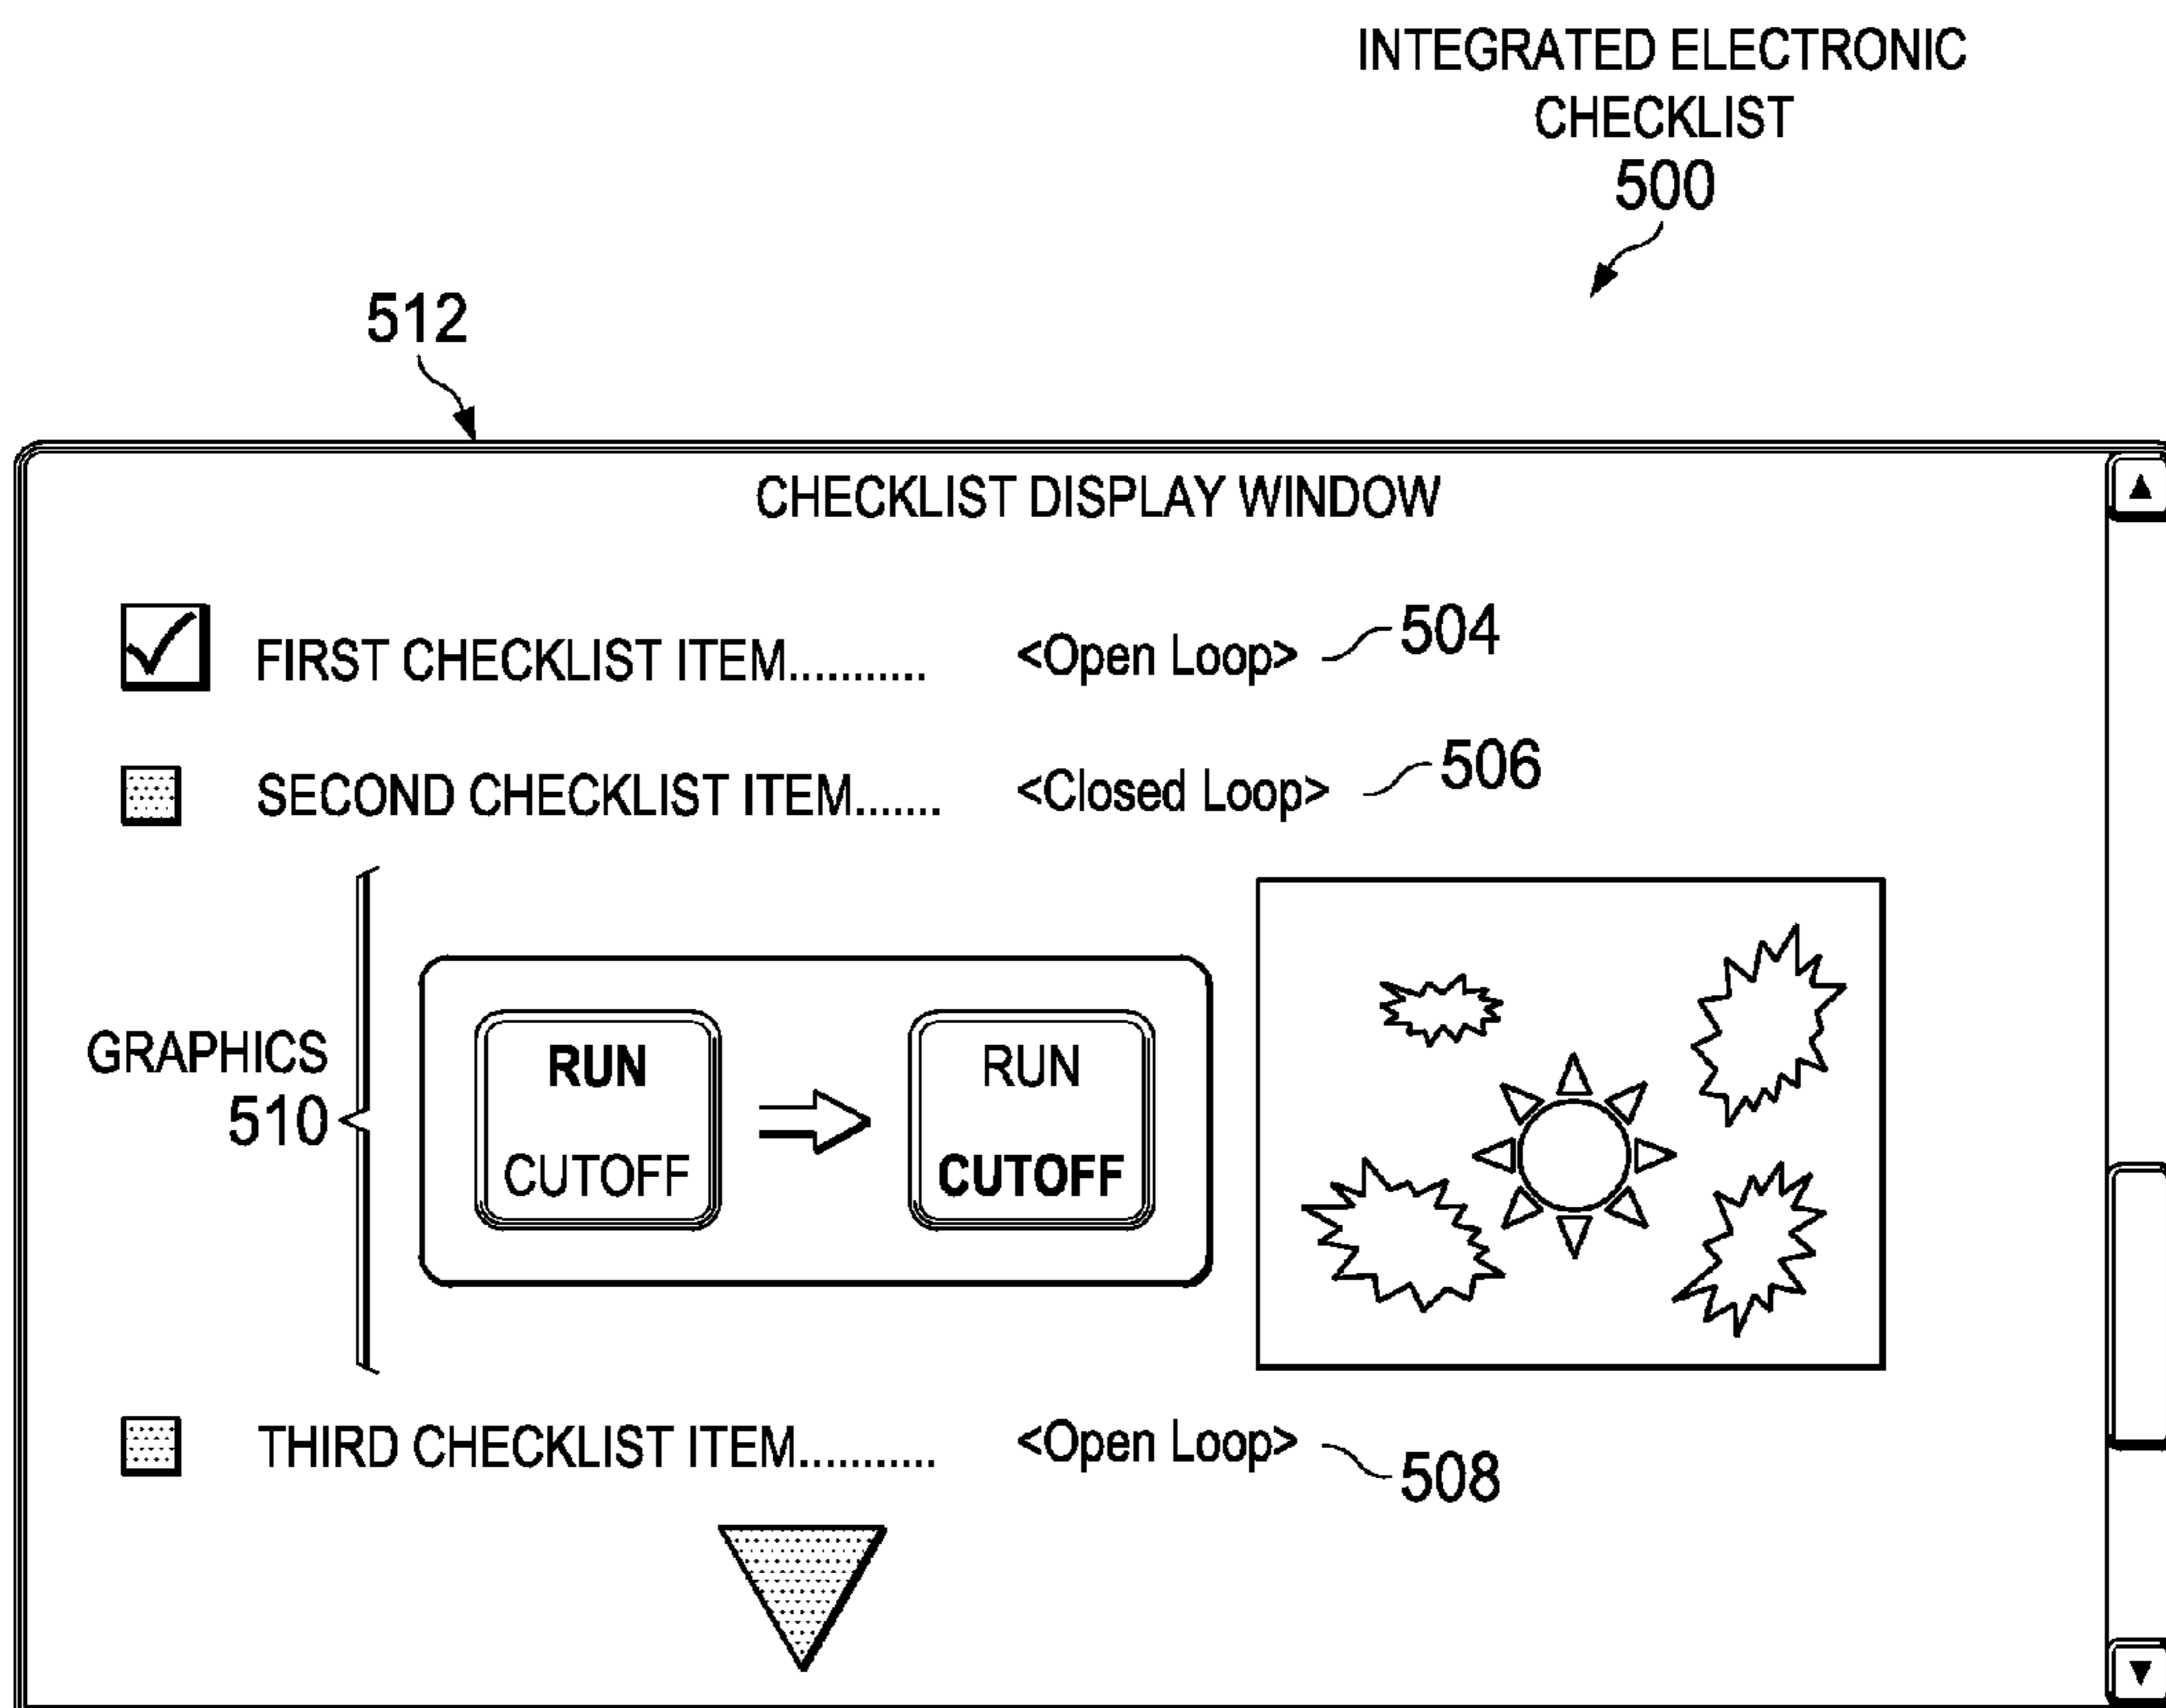 INTEGRATED ELECTRONIC
CHECKLIST
500
512
CHECKLIST DISPLAY WINDOW
FIRST CHECKLIST ITEM........... <Open Loop> 504
SECOND CHECKLIST ITEM....... <Closed Loop> 506
GRAPHICS
510
RUN
CUTOFF
RUN
CUTOFF
THIRD CHECKLIST ITEM........... <Open Loop> 508